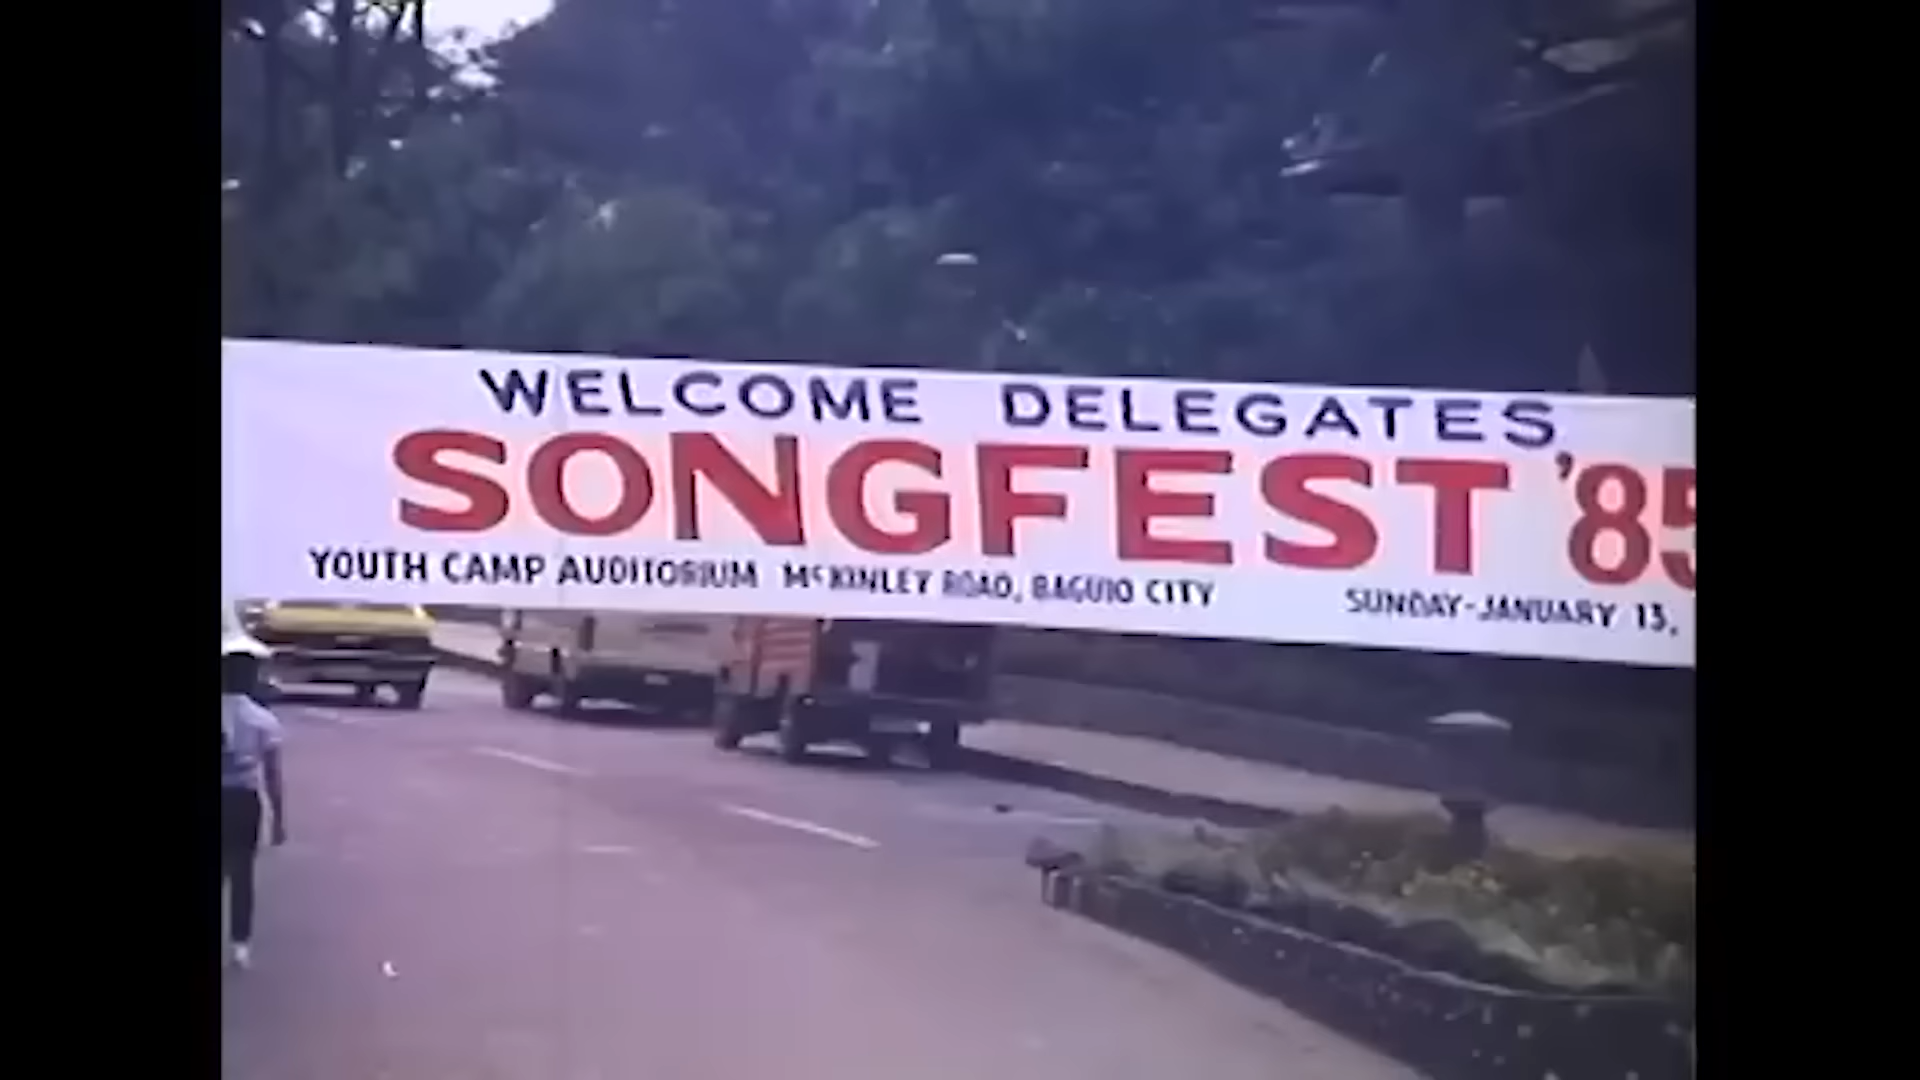 WELCOME DELEGATES
SONGFEST '85
YOUTH CAMP AUDITORIUM McKINLEY ROAD, BAGUIO CITY SUNDAY-JANUARY 13,